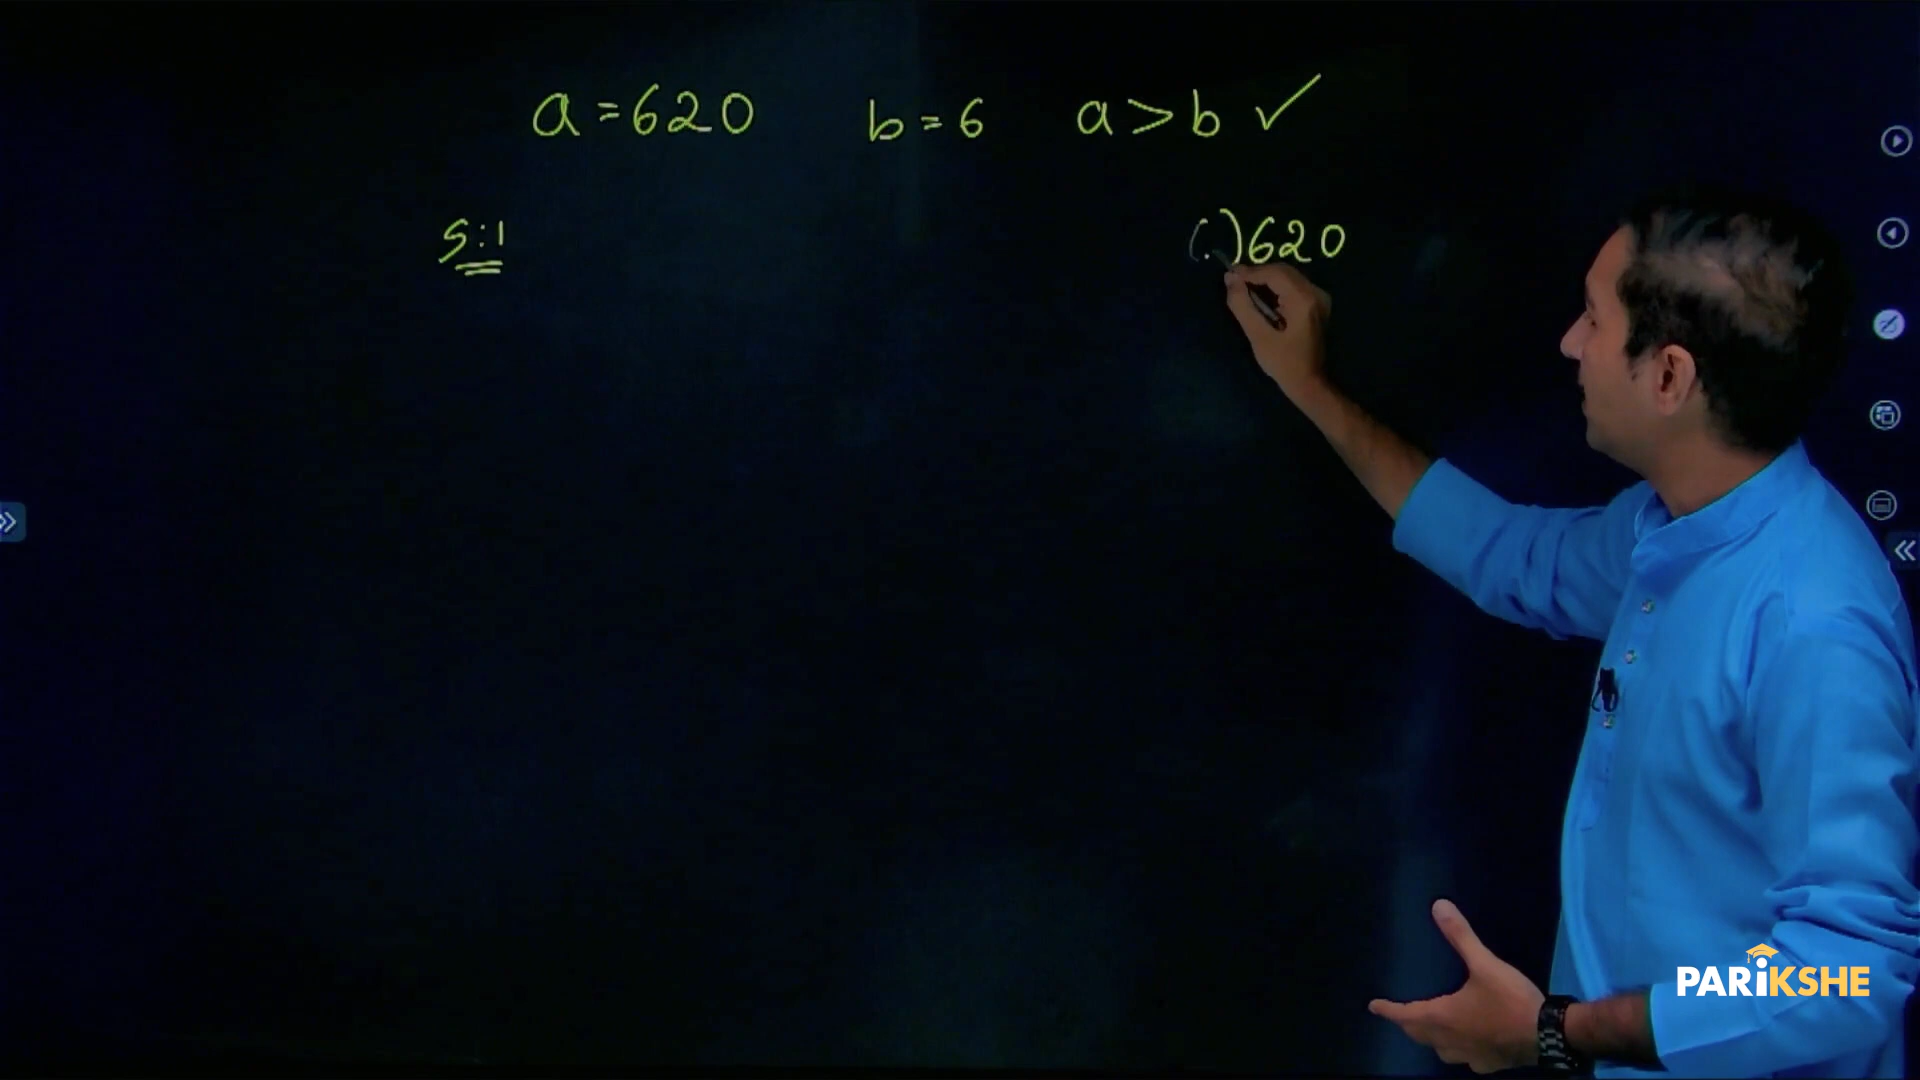 a = 620 b = 6 a > b ✓
S:1 )620
PARIKSHE